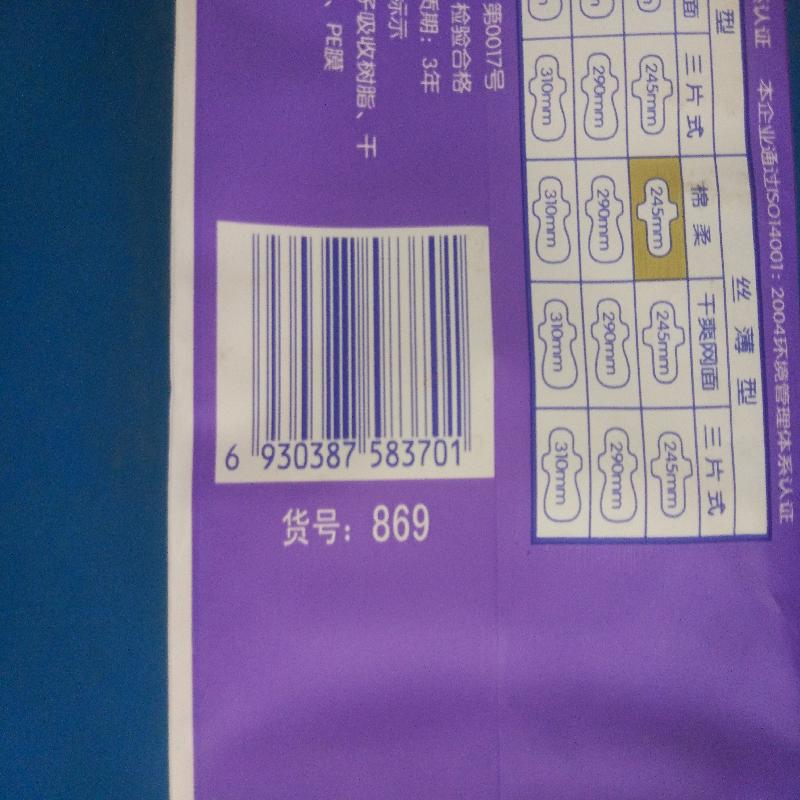 系认证
本企业通过ISO14001：2004环境管理体系认证
型
丝薄型
面
三片式
棉柔
干爽网面
三片式
245mm
245mm
245mm
245mm
290mm
290mm
290mm
290mm
310mm
310mm
310mm
310mm
第0017号
检验合格
期：3年
标示
吸收树脂、干
、PE膜
6 930387 583701
货号：869